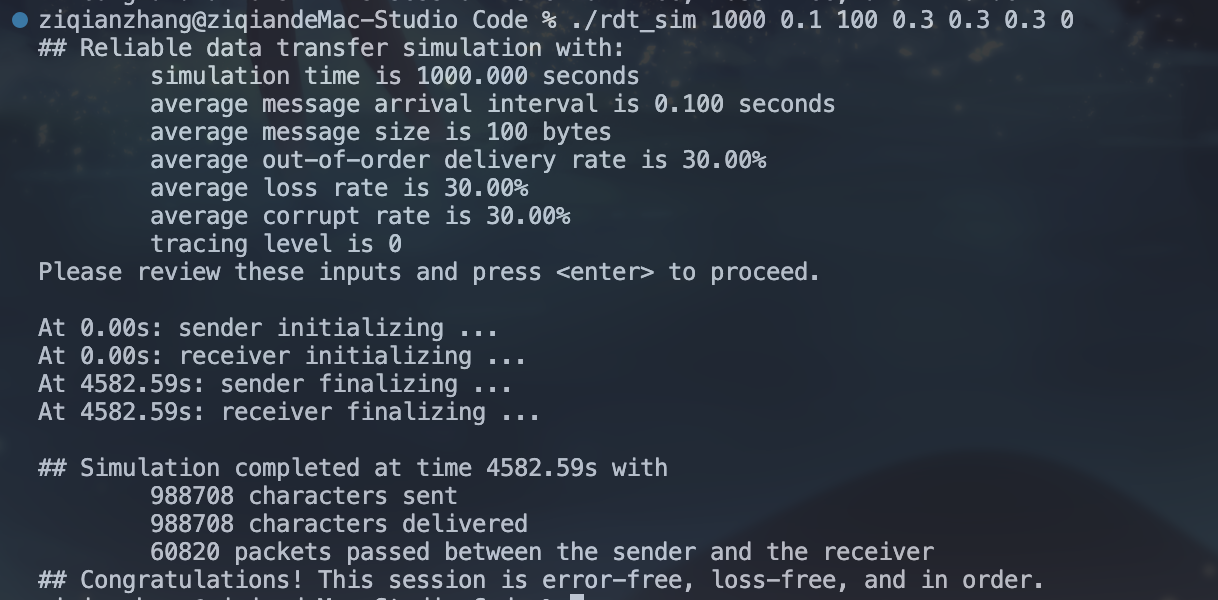 ziqianzhang@ziqiandeMac-Studio Code % ./rdt_sim 1000 0.1 100 0.3 0.3 0.3 0
## Reliable data transfer simulation with:
simulation time is 1000.000 seconds
average message arrival interval is 0.100 seconds
average message size is 100 bytes
average out-of-order delivery rate is 30.00%
average loss rate is 30.00%
average corrupt rate is 30.00%
tracing level is 0
Please review these inputs and press <enter> to proceed.
At 0.00s: sender initializing ...
At 0.00s: receiver initializing ...
At 4582.59s: sender finalizing ...
At 4582.59s: receiver finalizing ...
## Simulation completed at time 4582.59s with
988708 characters sent
988708 characters delivered
60820 packets passed between the sender and the receiver
## Congratulations! This session is error-free, loss-free, and in order.